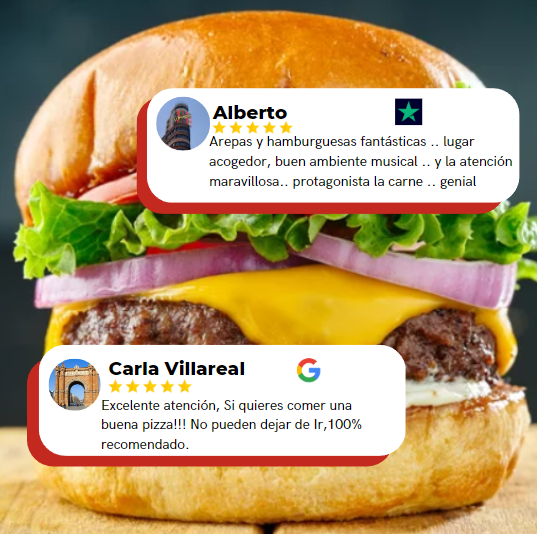 Alberto
Arepas y hamburguesas fantásticas .. lugar
acogedor, buen ambiente musical .. y la atención
maravillosa.. protagonista la carne .. genial
Carla Villareal
Excelente atención, Si quieres comer una
buena pizza!!! No pueden dejar de Ir,100%
recomendado.